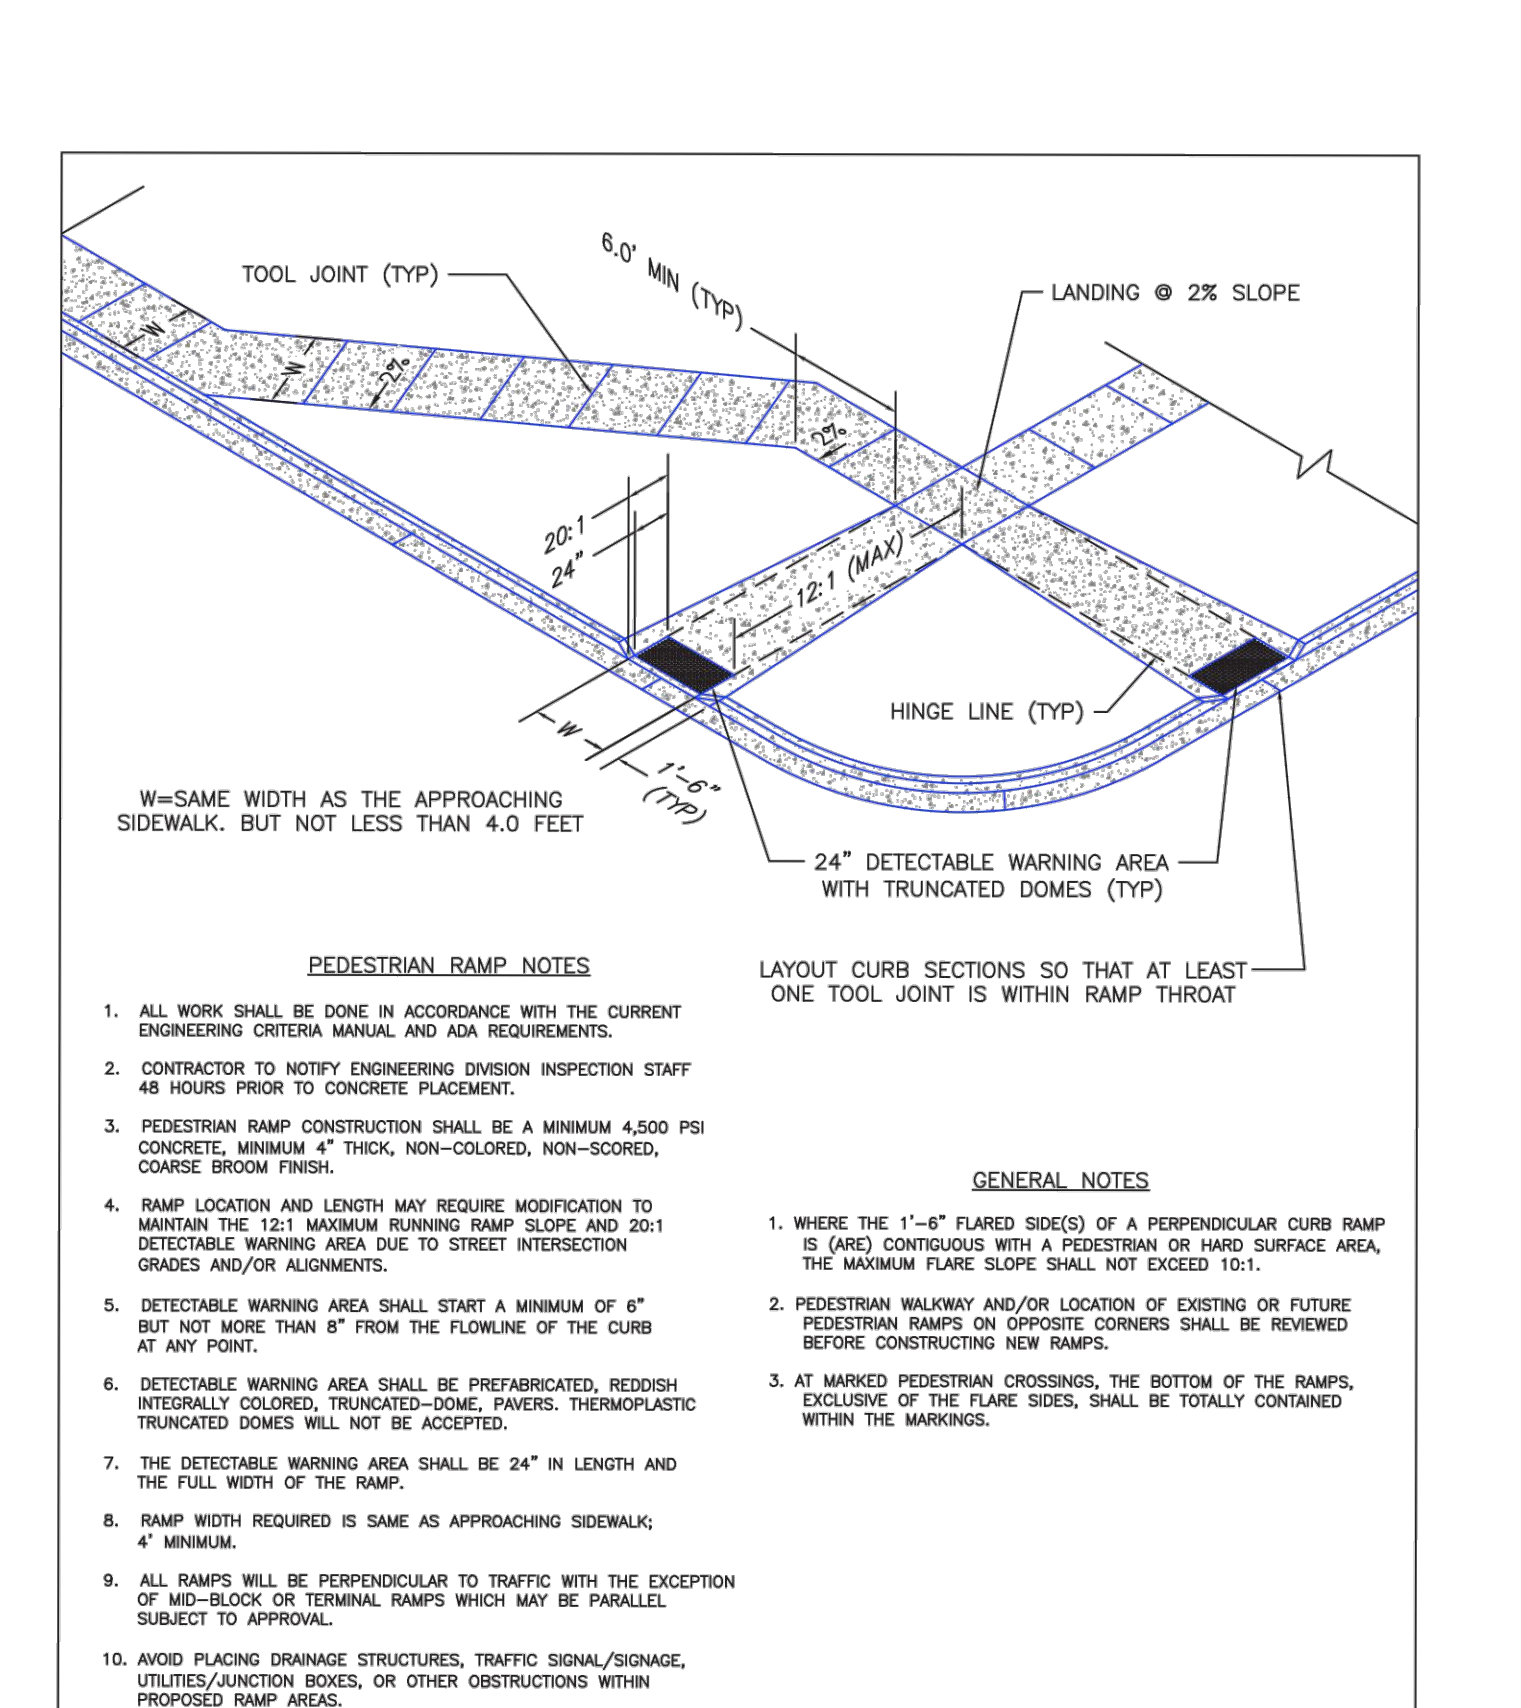 6.0' MIN (TYP)
TOOL JOINT (TYP)
LANDING @ 2% SLOPE
W
W
2%
2%
20:1
24"
12:1 (MAX)
HINGE LINE (TYP)
W
1'-6"
(TYP)
W=SAME WIDTH AS THE APPROACHING
SIDEWALK. BUT NOT LESS THAN 4.0 FEET
24" DETECTABLE WARNING AREA
WITH TRUNCATED DOMES (TYP)
LAYOUT CURB SECTIONS SO THAT AT LEAST
ONE TOOL JOINT IS WITHIN RAMP THROAT
PEDESTRIAN RAMP NOTES
1. ALL WORK SHALL BE DONE IN ACCORDANCE WITH THE CURRENT
ENGINEERING CRITERIA MANUAL AND ADA REQUIREMENTS.
2. CONTRACTOR TO NOTIFY ENGINEERING DIVISION INSPECTION STAFF
48 HOURS PRIOR TO CONCRETE PLACEMENT.
3. PEDESTRIAN RAMP CONSTRUCTION SHALL BE A MINIMUM 4,500 PSI
CONCRETE, MINIMUM 4" THICK, NON-COLORED, NON-SCORED,
COARSE BROOM FINISH.
4. RAMP LOCATION AND LENGTH MAY REQUIRE MODIFICATION TO
MAINTAIN THE 12:1 MAXIMUM RUNNING RAMP SLOPE AND 20:1
DETECTABLE WARNING AREA DUE TO STREET INTERSECTION
GRADES AND/OR ALIGNMENTS.
5. DETECTABLE WARNING AREA SHALL START A MINIMUM OF 6"
BUT NOT MORE THAN 8" FROM THE FLOWLINE OF THE CURB
AT ANY POINT.
6. DETECTABLE WARNING AREA SHALL BE PREFABRICATED, REDDISH
INTEGRALLY COLORED, TRUNCATED-DOME, PAVERS. THERMOPLASTIC
TRUNCATED DOMES WILL NOT BE ACCEPTED.
7. THE DETECTABLE WARNING AREA SHALL BE 24" IN LENGTH AND
THE FULL WIDTH OF THE RAMP.
8. RAMP WIDTH REQUIRED IS SAME AS APPROACHING SIDEWALK;
4' MINIMUM.
9. ALL RAMPS WILL BE PERPENDICULAR TO TRAFFIC WITH THE EXCEPTION
OF MID-BLOCK OR TERMINAL RAMPS WHICH MAY BE PARALLEL
SUBJECT TO APPROVAL.
10. AVOID PLACING DRAINAGE STRUCTURES, TRAFFIC SIGNAL/SIGNAGE,
UTILITIES/JUNCTION BOXES, OR OTHER OBSTRUCTIONS WITHIN
PROPOSED RAMP AREAS.
GENERAL NOTES
1. WHERE THE 1'-6" FLARED SIDE(S) OF A PERPENDICULAR CURB RAMP
IS (ARE) CONTIGUOUS WITH A PEDESTRIAN OR HARD SURFACE AREA,
THE MAXIMUM FLARE SLOPE SHALL NOT EXCEED 10:1.
2. PEDESTRIAN WALKWAY AND/OR LOCATION OF EXISTING OR FUTURE
PEDESTRIAN RAMPS ON OPPOSITE CORNERS SHALL BE REVIEWED
BEFORE CONSTRUCTING NEW RAMPS.
3. AT MARKED PEDESTRIAN CROSSINGS, THE BOTTOM OF THE RAMPS,
EXCLUSIVE OF THE FLARE SIDES, SHALL BE TOTALLY CONTAINED
WITHIN THE MARKINGS.